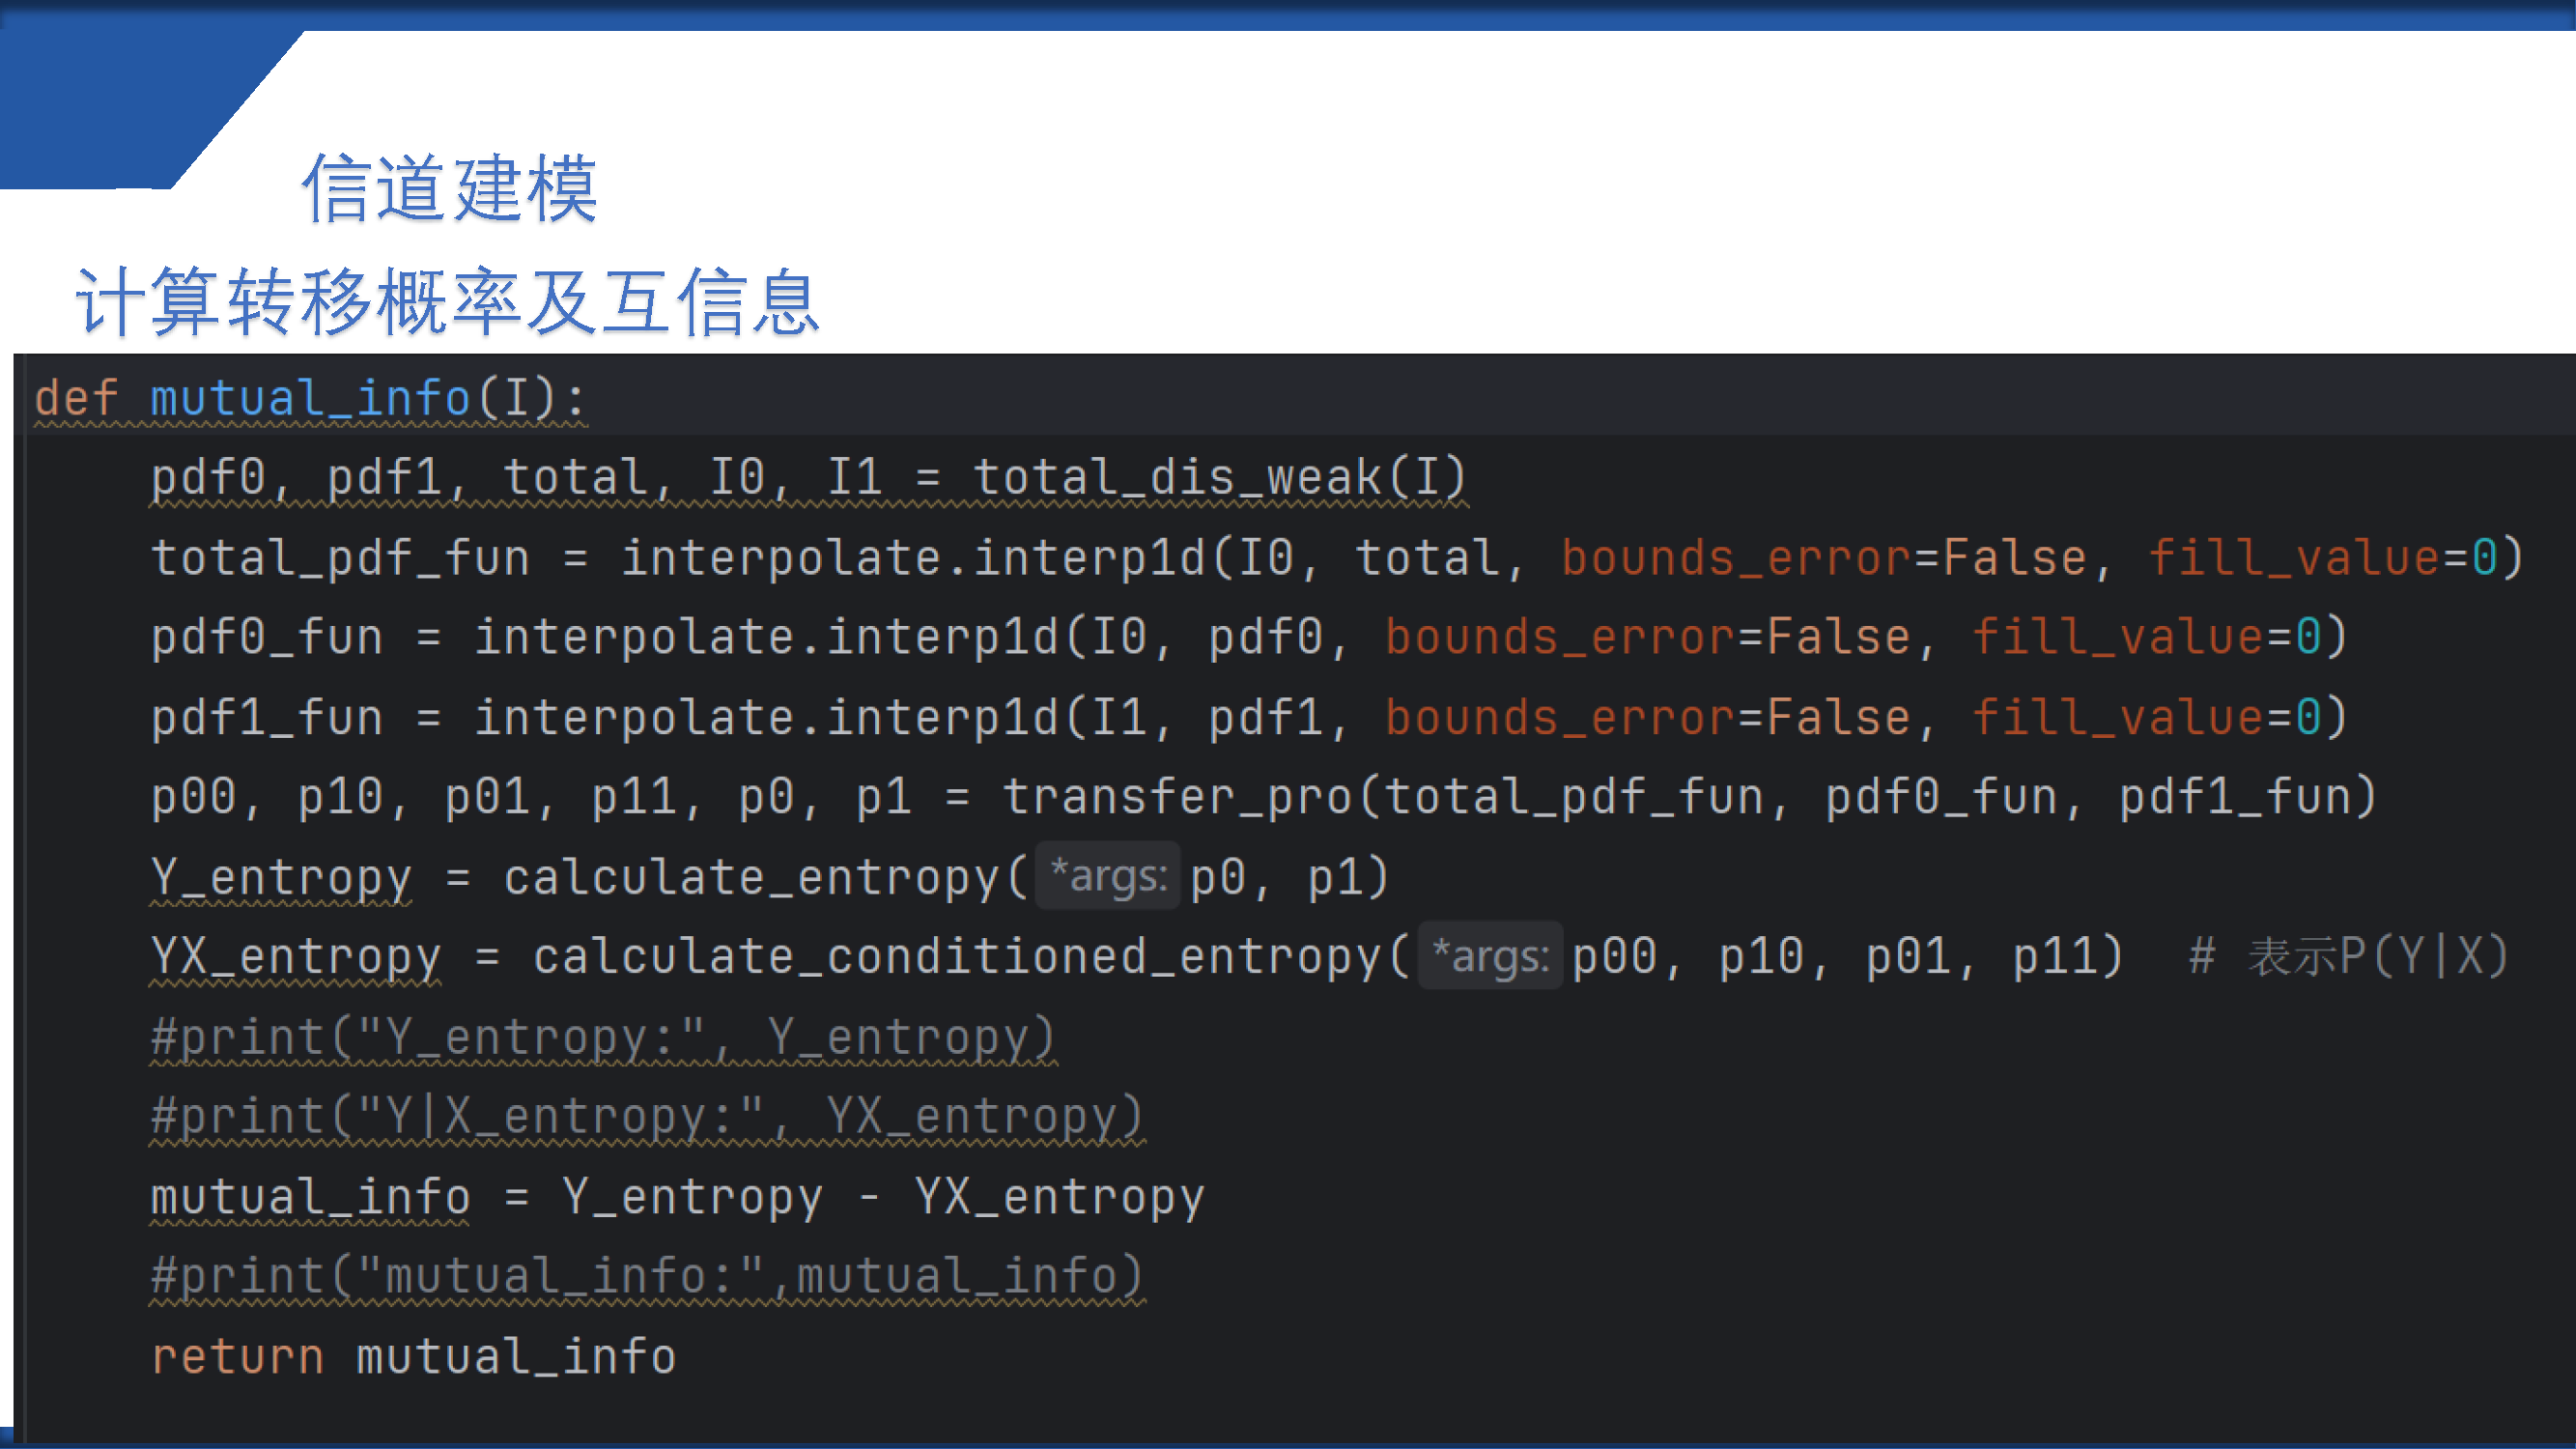 信道建模
计算转移概率及互信息
def mutual_info(I):
pdf0, pdf1, total, I0, I1 = total_dis_weak(I)
total_pdf_fun = interpolate.interp1d(I0, total, bounds_error=False, fill_value=0)
pdf0_fun = interpolate.interp1d(I0, pdf0, bounds_error=False, fill_value=0)
pdf1_fun = interpolate.interp1d(I1, pdf1, bounds_error=False, fill_value=0)
p00, p10, p01, p11, p0, p1 = transfer_pro(total_pdf_fun, pdf0_fun, pdf1_fun)
Y_entropy = calculate_entropy( *args: p0, p1)
YX_entropy = calculate_conditioned_entropy( *args: p00, p10, p01, p11)  # 表示P(Y|X)
#print("Y_entropy:", Y_entropy)
#print("Y|X_entropy:", YX_entropy)
mutual_info = Y_entropy - YX_entropy
#print("mutual_info:",mutual_info)
return mutual_info